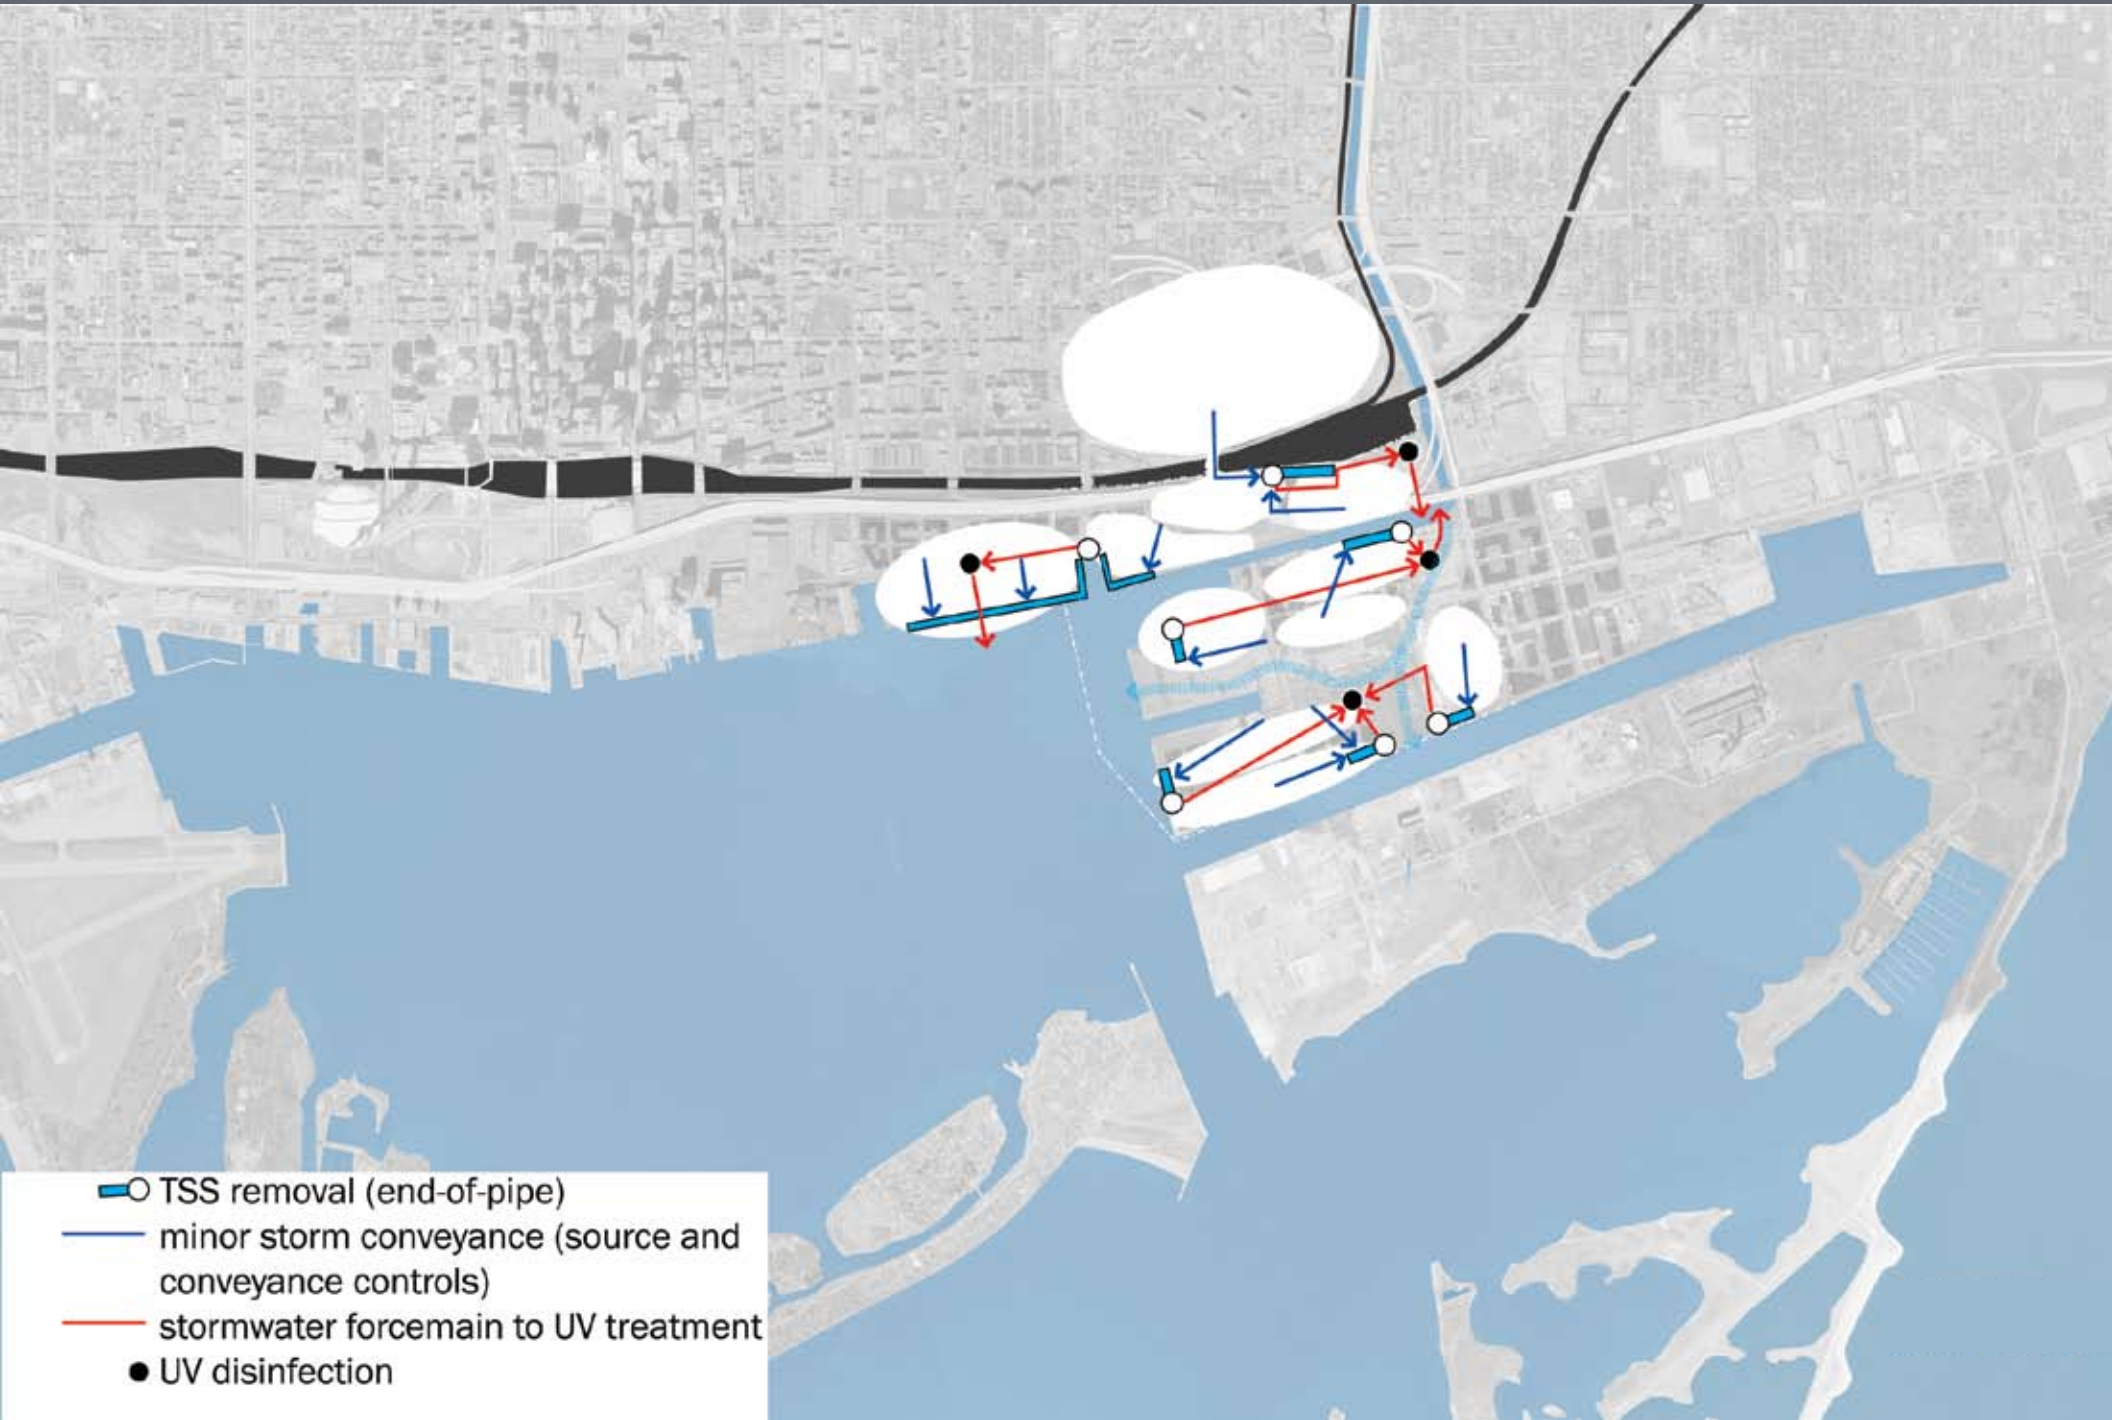 TSS removal (end-of-pipe)
minor storm conveyance (source and
conveyance controls)
stormwater forcemain to UV treatment
UV disinfection